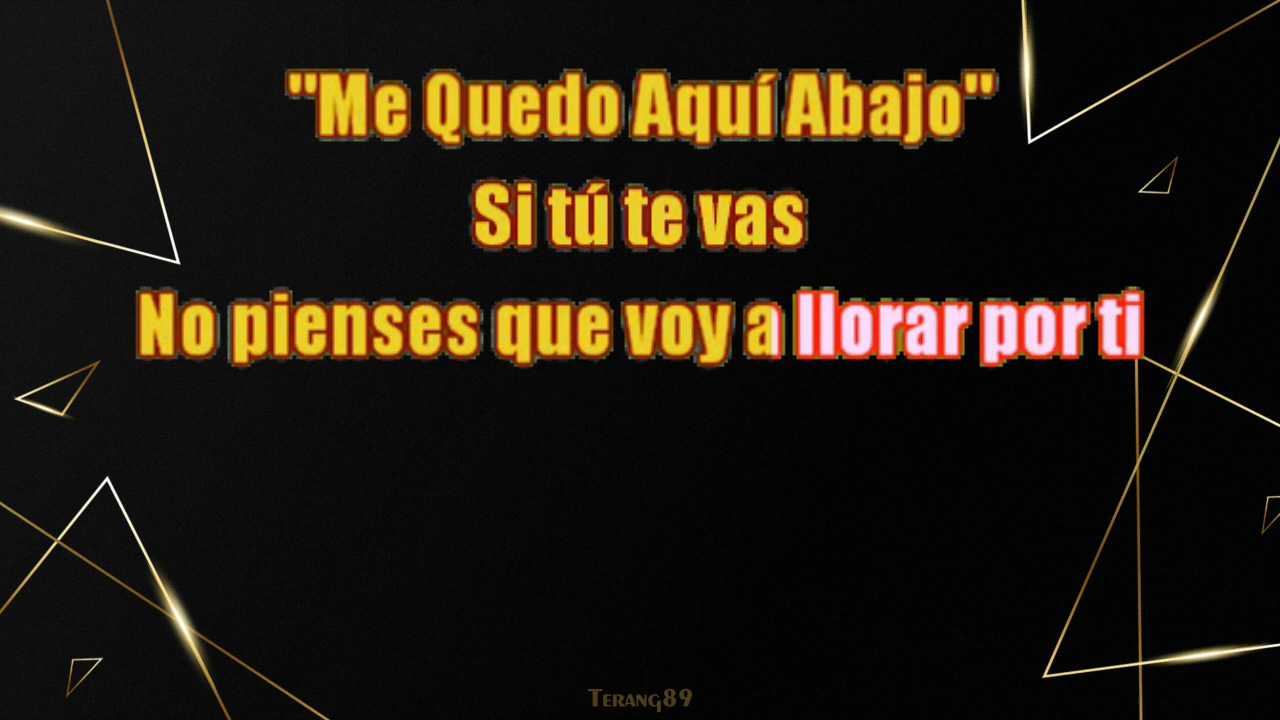 "Me Quedo Aquí Abajo"
Si tú te vas
No pienses que voy a llorar por ti
Terang89